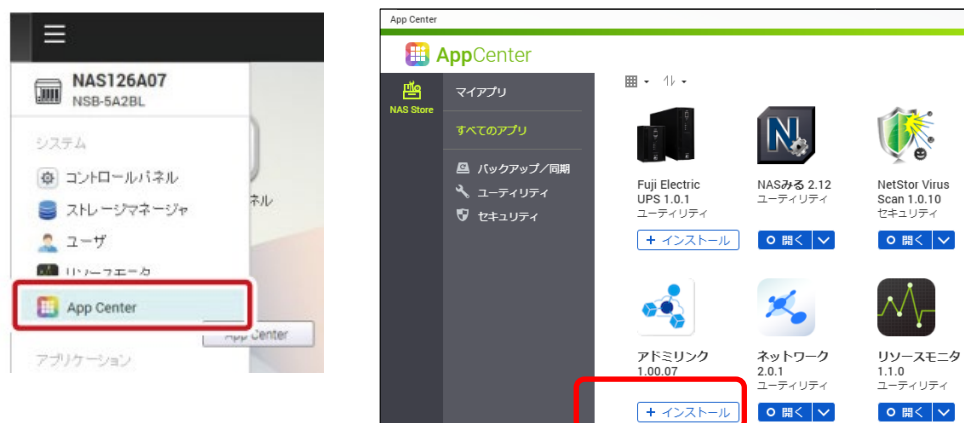 NAS126A07
NSB-5A2BL
システム
コントロールパネル
ストレージマネージャ
ユーザ
リソースモニタ
App Center
App Center
アプリケーション
ネル
App Center
AppCenter
NAS Store
マイアプリ
すべてのアプリ
バックアップ／同期
ユーティリティ
セキュリティ
Fuji Electric
UPS 1.0.1
ユーティリティ
+ インストール
NASみる 2.12
ユーティリティ
開く
NetStor Virus
Scan 1.0.10
セキュリティ
開く
アドミリンク
1.00.07
+ インストール
ネットワーク
2.0.1
ユーティリティ
開く
リソースモニタ
1.1.0
ユーティリティ
開く